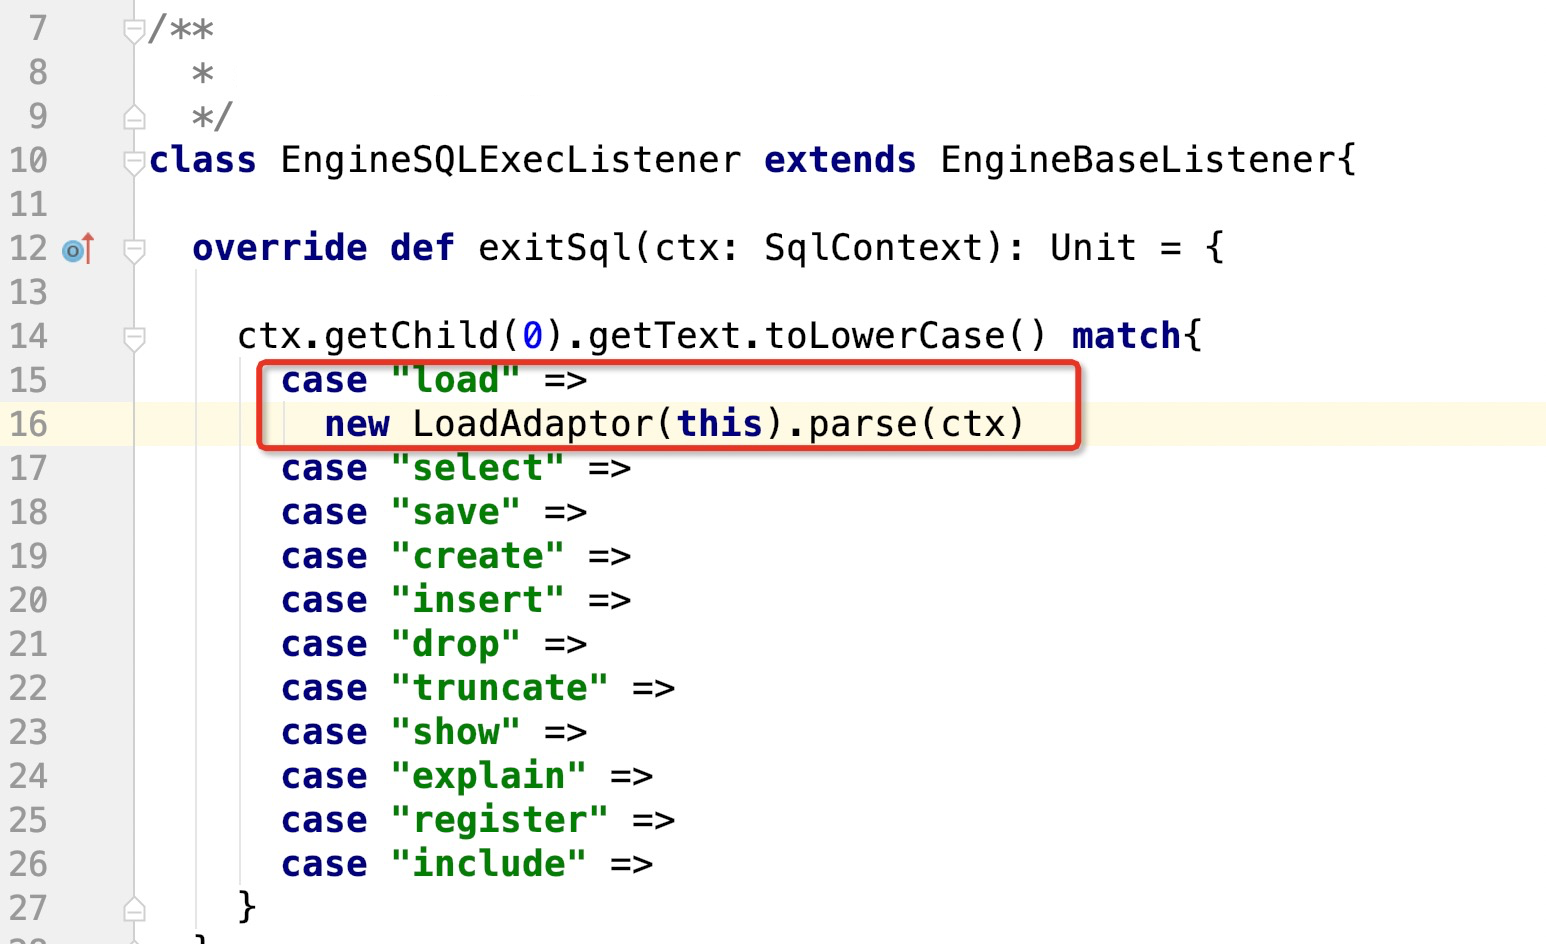 7 /**
8 *
9 */
10 class EngineSQLExecListener extends EngineBaseListener{
11
12 override def exitSql(ctx: SqlContext): Unit = {
13
14 ctx.getChild(0).getText.toLowerCase() match{
15 case "load" =>
16 new LoadAdaptor(this).parse(ctx)
17 case "select" =>
18 case "save" =>
19 case "create" =>
20 case "insert" =>
21 case "drop" =>
22 case "truncate" =>
23 case "show" =>
24 case "explain" =>
25 case "register" =>
26 case "include" =>
27 }